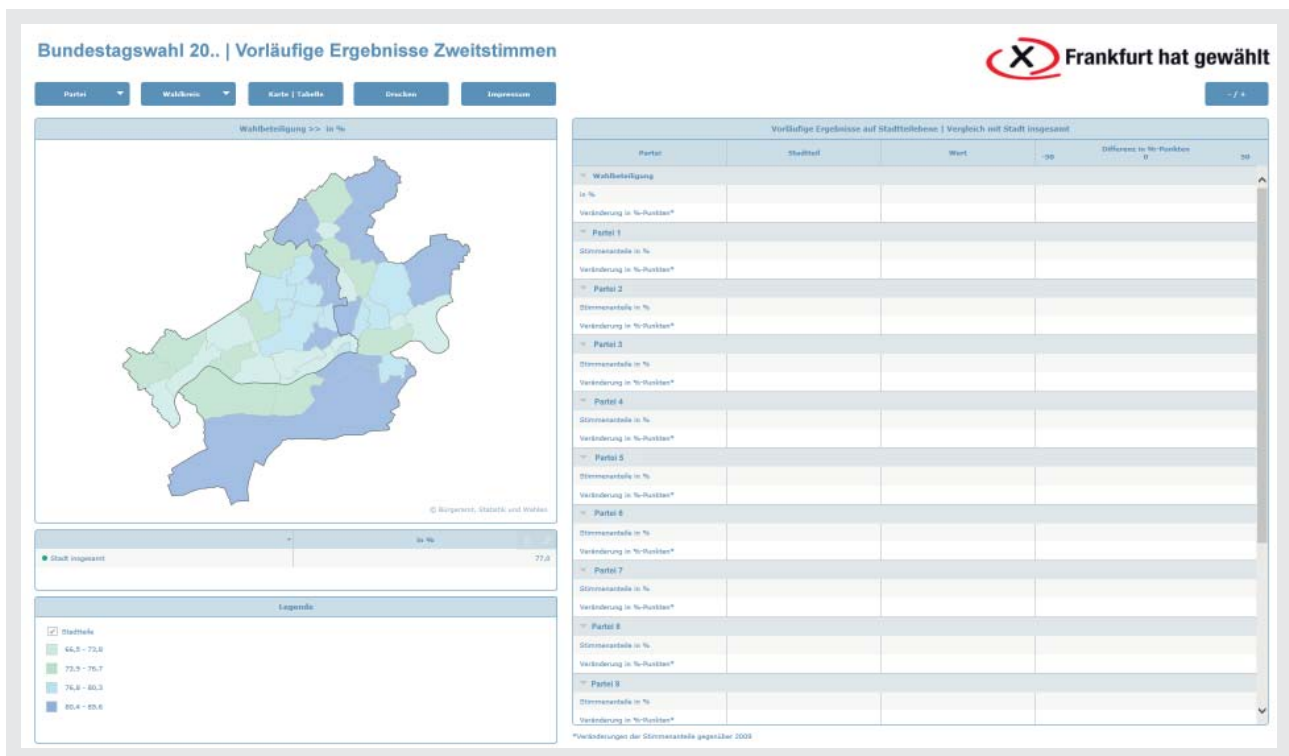 Bundestagswahl 20.. | Vorläufige Ergebnisse Zweitstimmen
Frankfurt hat gewählt
Partei
Wahlkreis
Karte | Tabelle
Drucken
Impressum
- / +
Wahlbeteiligung >> in %
© Bürgeramt, Statistik und Wahlen
in %
Stadt insgesamt
Legende
Stadtteile
66,5 - 73,8
73,9 - 76,7
76,8 - 80,3
80,4 - 89,6
Vorläufige Ergebnisse auf Stadtteilebene | Vergleich mit Stadt insgesamt
Partei Stadtteil Wert Differenz in %-Punkten
-50 0 50
Wahlbeteiligung
in %
Veränderung in %-Punkten*
Partei 1
Stimmenanteile in %
Veränderung in %-Punkten*
Partei 2
Stimmenanteile in %
Veränderung in %-Punkten*
Partei 3
Stimmenanteile in %
Veränderung in %-Punkten*
Partei 4
Stimmenanteile in %
Veränderung in %-Punkten*
Partei 5
Stimmenanteile in %
Veränderung in %-Punkten*
Partei 6
Stimmenanteile in %
Veränderung in %-Punkten*
Partei 7
Stimmenanteile in %
Veränderung in %-Punkten*
Partei 8
Stimmenanteile in %
Veränderung in %-Punkten*
Partei 9
Stimmenanteile in %
Veränderung in %-Punkten*
*Veränderungen der Stimmenanteile gegenüber 2009